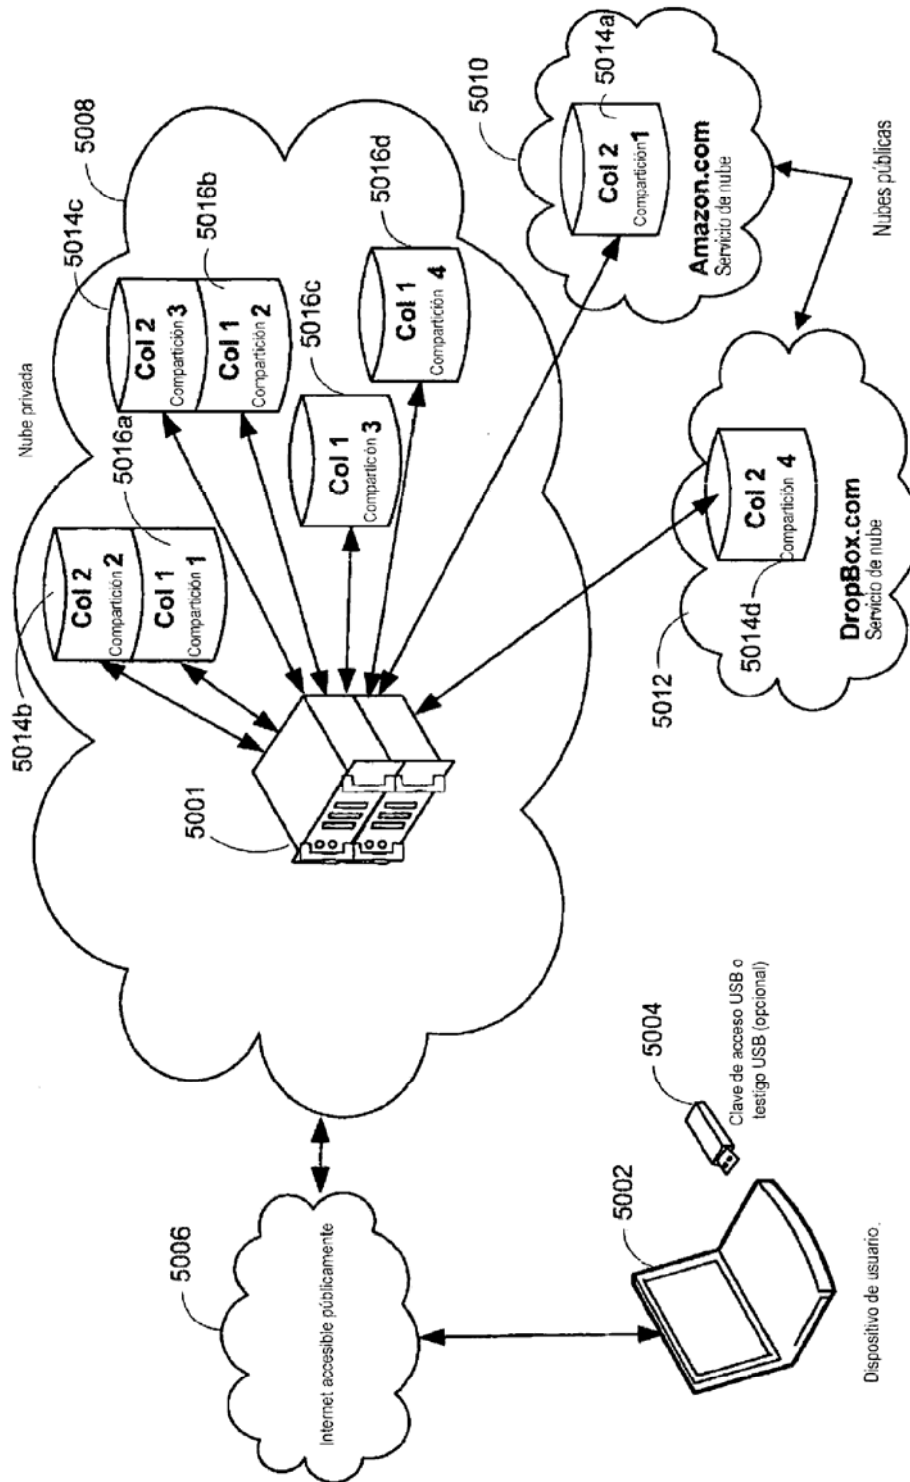 Nube privada
5014b
Col 2
Compartición 2
Col 1
Compartición 1
5016a
5014c
5008
Col 2
Compartición 3
Col 1
Compartición 2
5016b
5016c
Col 1
Compartición 3
5016d
Col 1
Compartición 4
5001
5006
Internet accesible públicamente
5010
Col 2
Compartición 1
5014a
Amazon.com
Servicio de nube
Col 2
Compartición 4
5014d
5012
DropBox.com
Servicio de nube
Nubes públicas
5002
5004
Clave de acceso USB o
testigo USB (opcional)
Dispositivo de usuario.